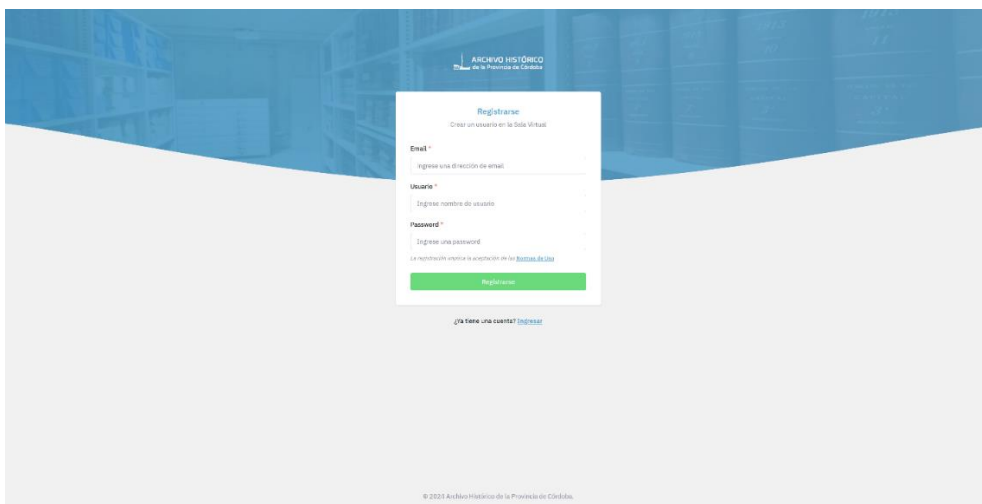 ARCHIVO HISTÓRICO
de la Provincia de Córdoba
Registrarse
Crear un usuario en la Sala Virtual
Email *
Ingrese una dirección de email
Usuario *
Ingrese nombre de usuario
Password *
Ingrese una password
La registración implica la aceptación de las Normas de Uso
Registrarse
¿Ya tiene una cuenta? Ingresar
© 2024 Archivo Histórico de la Provincia de Córdoba.